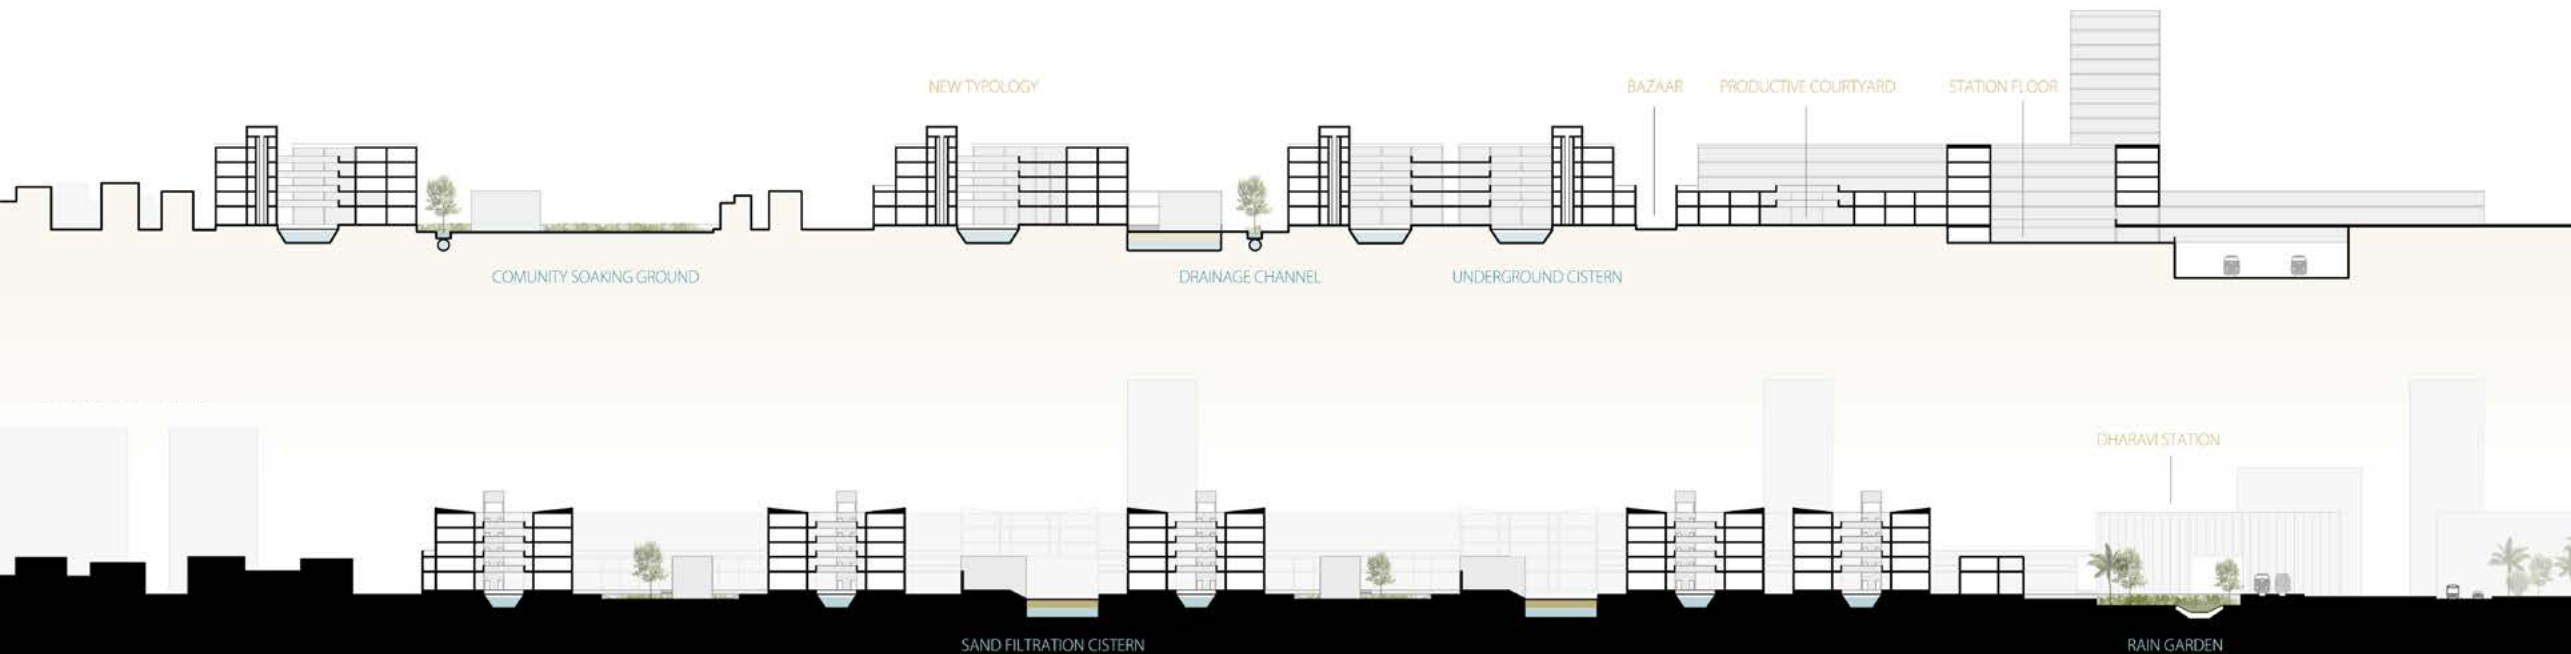 NEW TYPOLOGY
BAZAAR
PRODUCTIVE COURTYARD
STATION FLOOR
COMUNITY SOAKING GROUND
DRAINAGE CHANNEL
UNDERGROUND CISTERN
DHARAVI STATION
SAND FILTRATION CISTERN
RAIN GARDEN